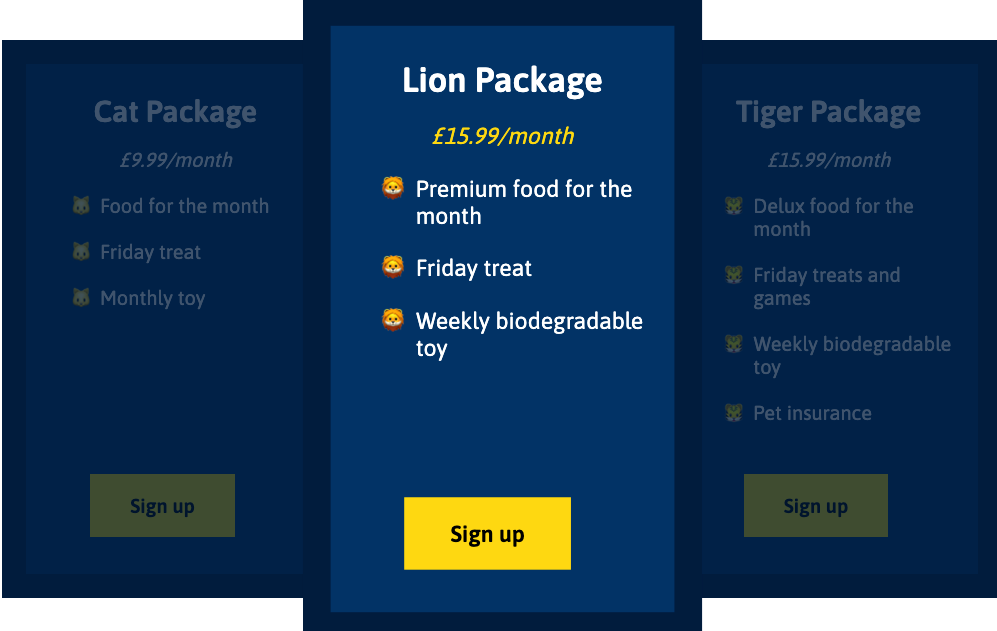 Cat Package
£9.99/month
Food for the month
Friday treat
Monthly toy
Sign up
Lion Package
£15.99/month
Premium food for the
month
Friday treat
Weekly biodegradable
toy
Sign up
Tiger Package
£15.99/month
Delux food for the
month
Friday treats and
games
Weekly biodegradable
toy
Pet insurance
Sign up